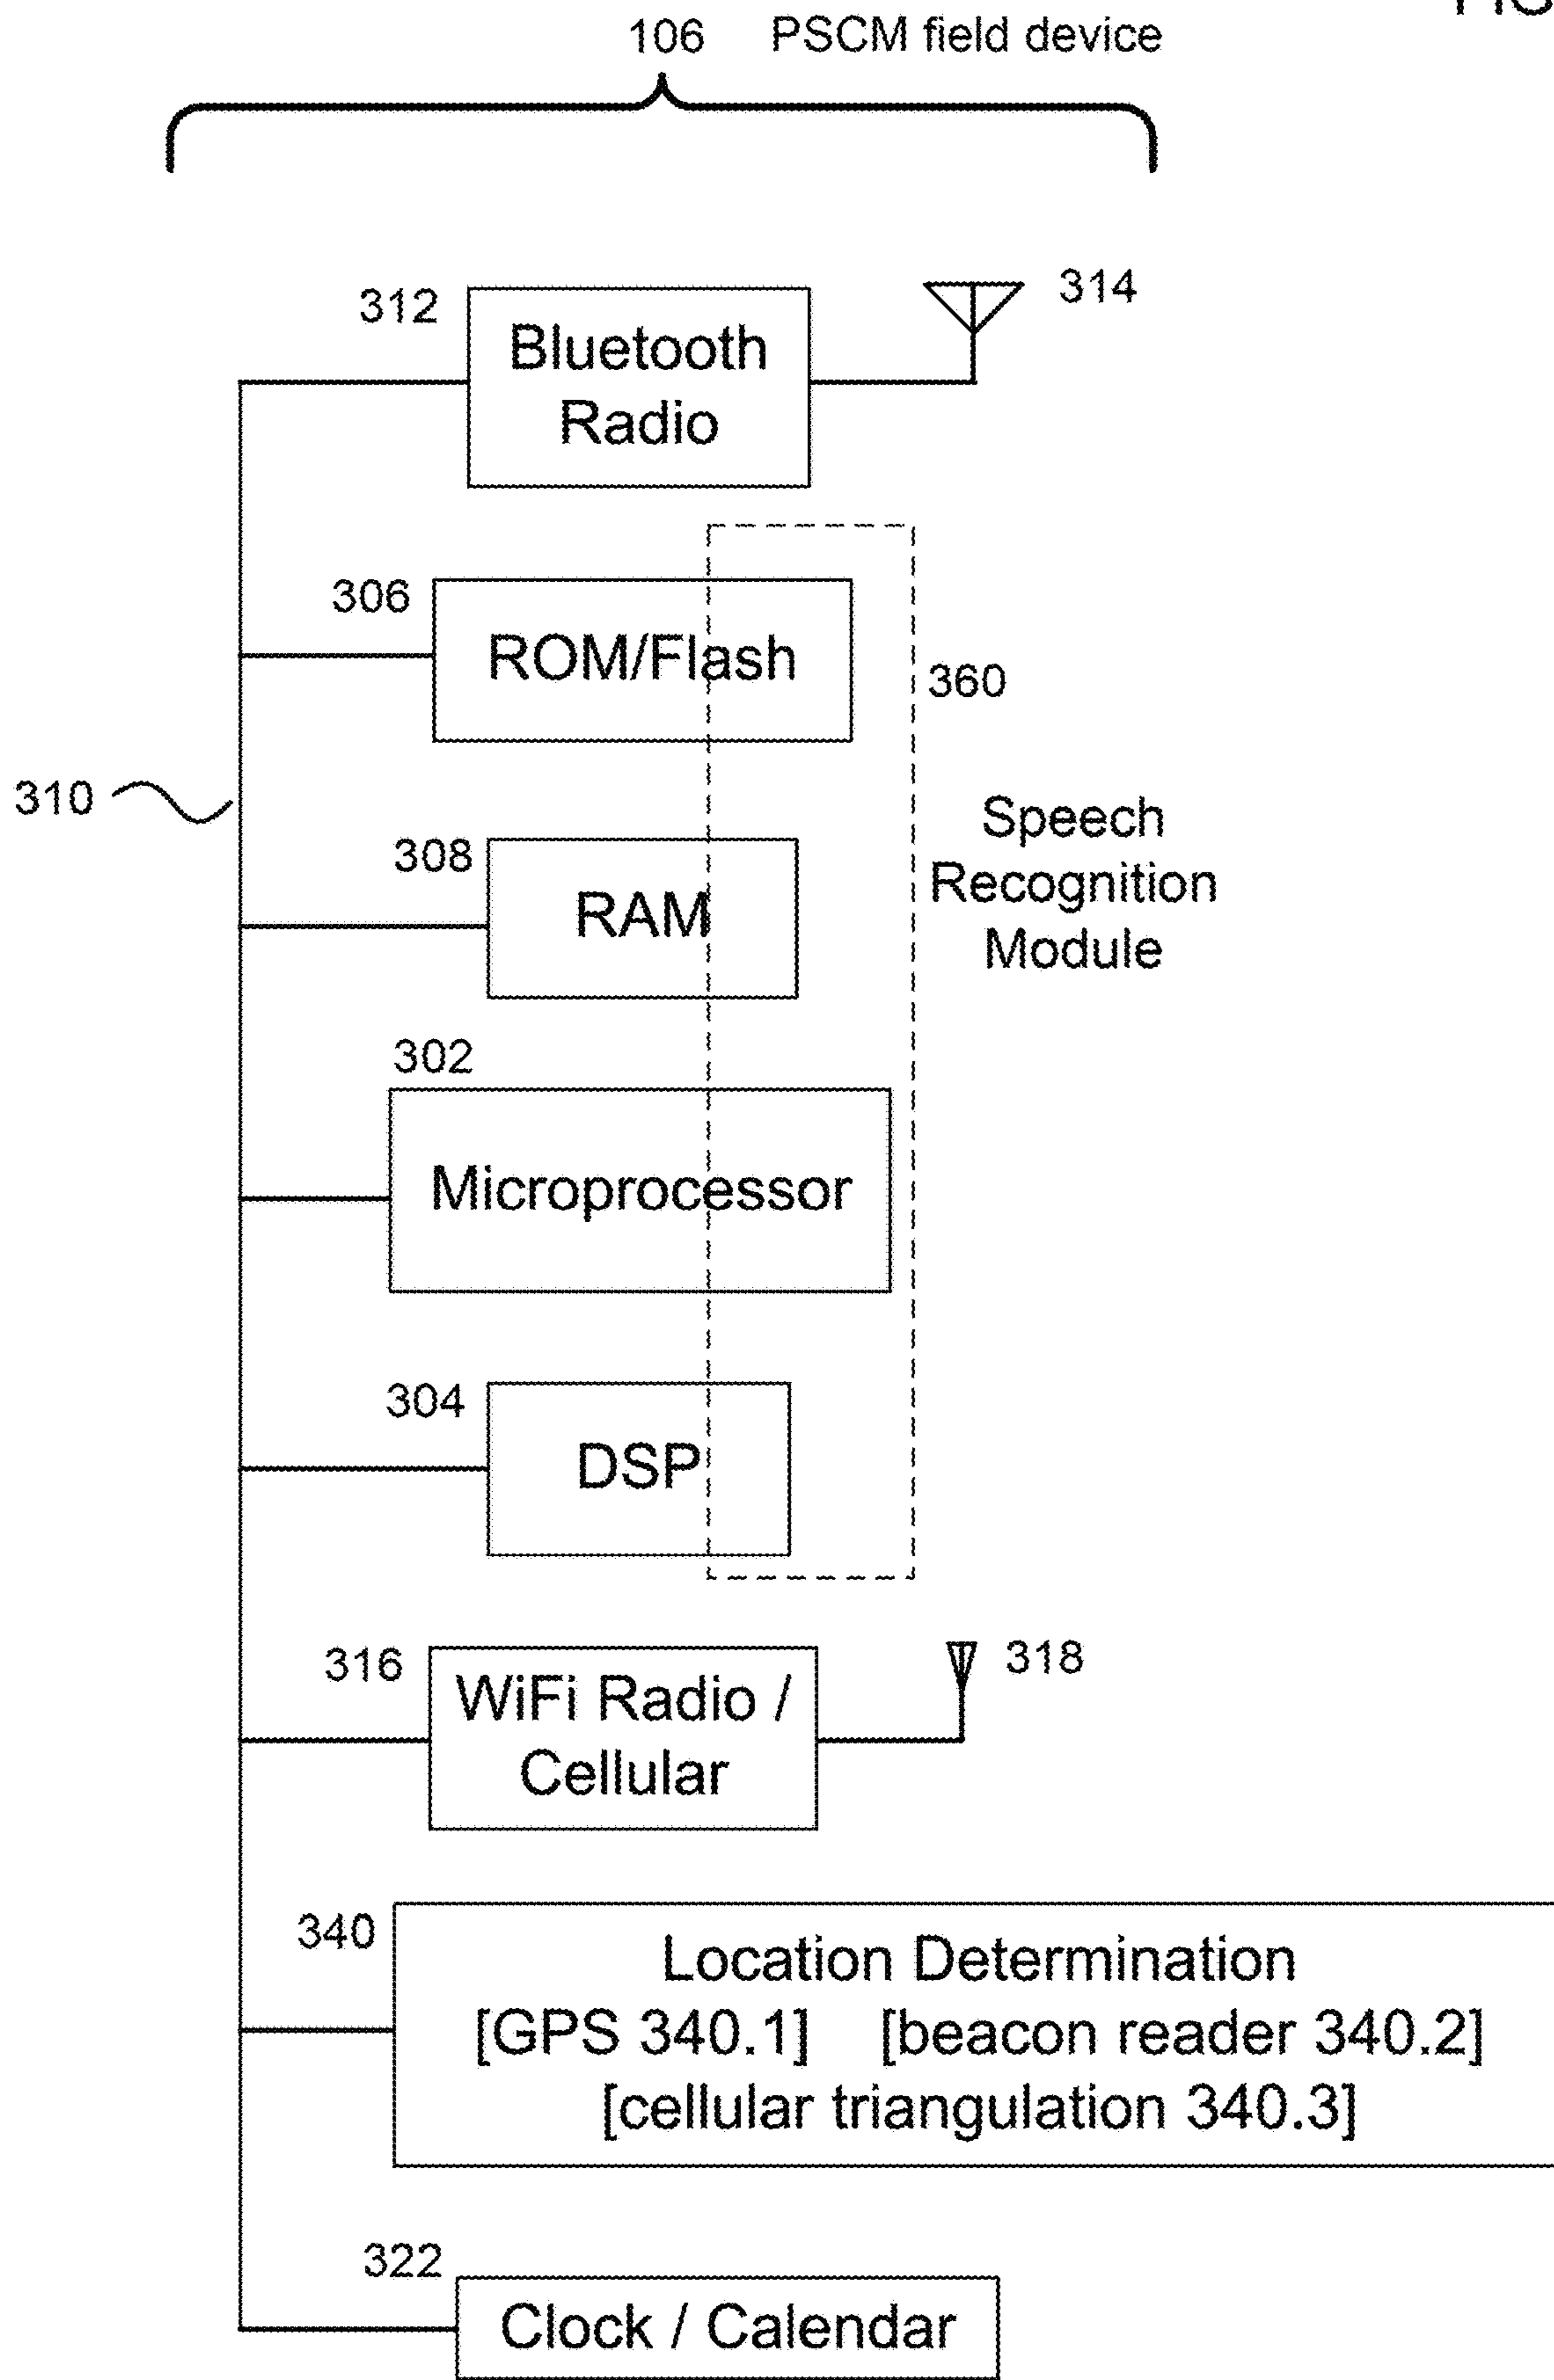 106 PSCM field device
312
Bluetooth
Radio
314
306
ROM/Flash
360
310
308
RAM
Speech
Recognition
Module
302
Microprocessor
304
DSP
316
WiFi Radio /
Cellular
318
340
Location Determination
[GPS 340.1] [beacon reader 340.2]
[cellular triangulation 340.3]
322
Clock / Calendar